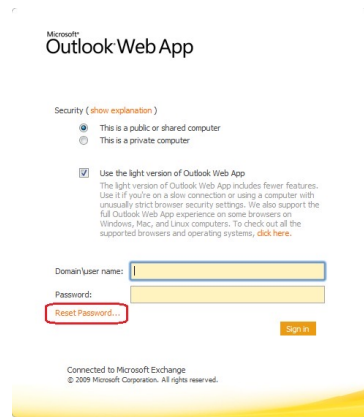 Microsoft®
Outlook Web App
Security ( show explanation )
This is a public or shared computer
This is a private computer
Use the light version of Outlook Web App
The light version of Outlook Web App includes fewer features.
Use it if you're on a slow connection or using a computer with
unusually strict browser security settings. We also support the
full Outlook Web App experience on some browsers on
Windows, Mac, and Linux computers. To check out all the
supported browsers and operating systems, click here.
Domain\user name:
Password:
Reset Password...
Sign in
Connected to Microsoft Exchange
© 2009 Microsoft Corporation. All rights reserved.